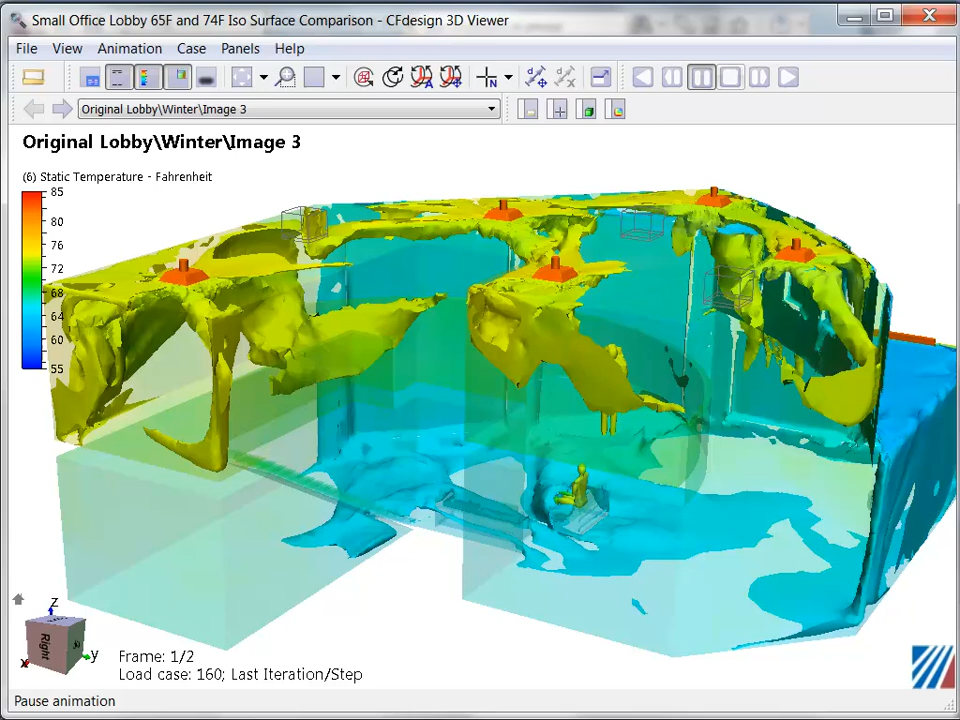 Small Office Lobby 65F and 74F Iso Surface Comparison - CFdesign 3D Viewer
File View Animation Case Panels Help
Original Lobby\Winter\Image 3
Original Lobby\Winter\Image 3
(6) Static Temperature - Fahrenheit
85
80
76
72
68
64
60
55
Z
Right
X
y
Frame: 1/2
Load case: 160; Last Iteration/Step
Pause animation